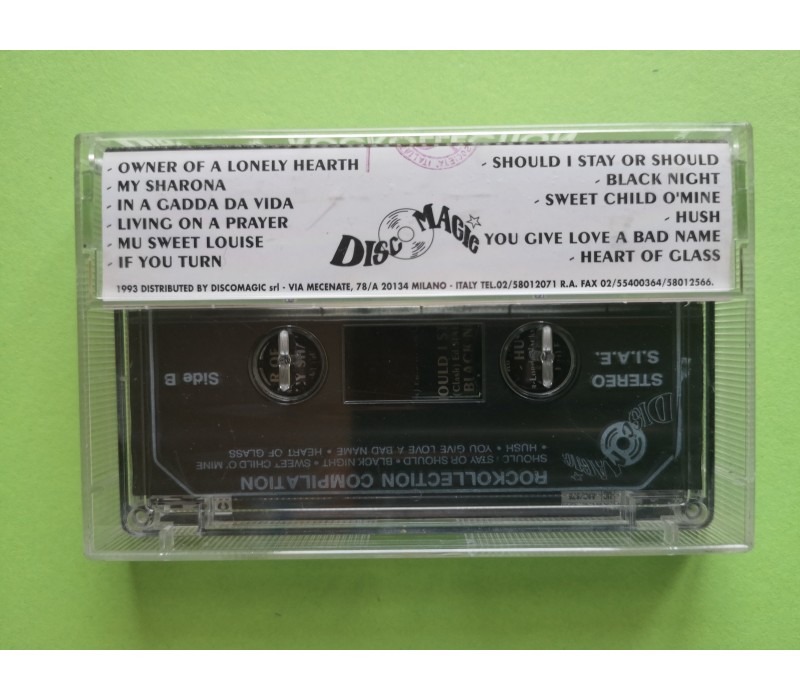 - OWNER OF A LONELY HEARTH
- MY SHARONA
- IN A GADDA DA VIDA
- LIVING ON A PRAYER
- MU SWEET LOUISE
- IF YOU TURN
DISC MAGIC
- SHOULD I STAY OR SHOULD
- BLACK NIGHT
- SWEET CHILD O'MINE
- HUSH
YOU GIVE LOVE A BAD NAME
- HEART OF GLASS
1993 DISTRIBUTED BY DISCOMAGIC srl - VIA MECENATE, 78/A 20134 MILANO - ITALY TEL.02/58012071 R.A. FAX 02/55400364/58012566.
ROCKOLLECTION COMPILATION
SHOULD I STAY OR SHOULD • BLACK NIGHT • SWEET CHILD O' MINE
• HUSH • YOU GIVE LOVE A BAD NAME • HEART OF GLASS
STEREO
S.I.A.E.
Side B